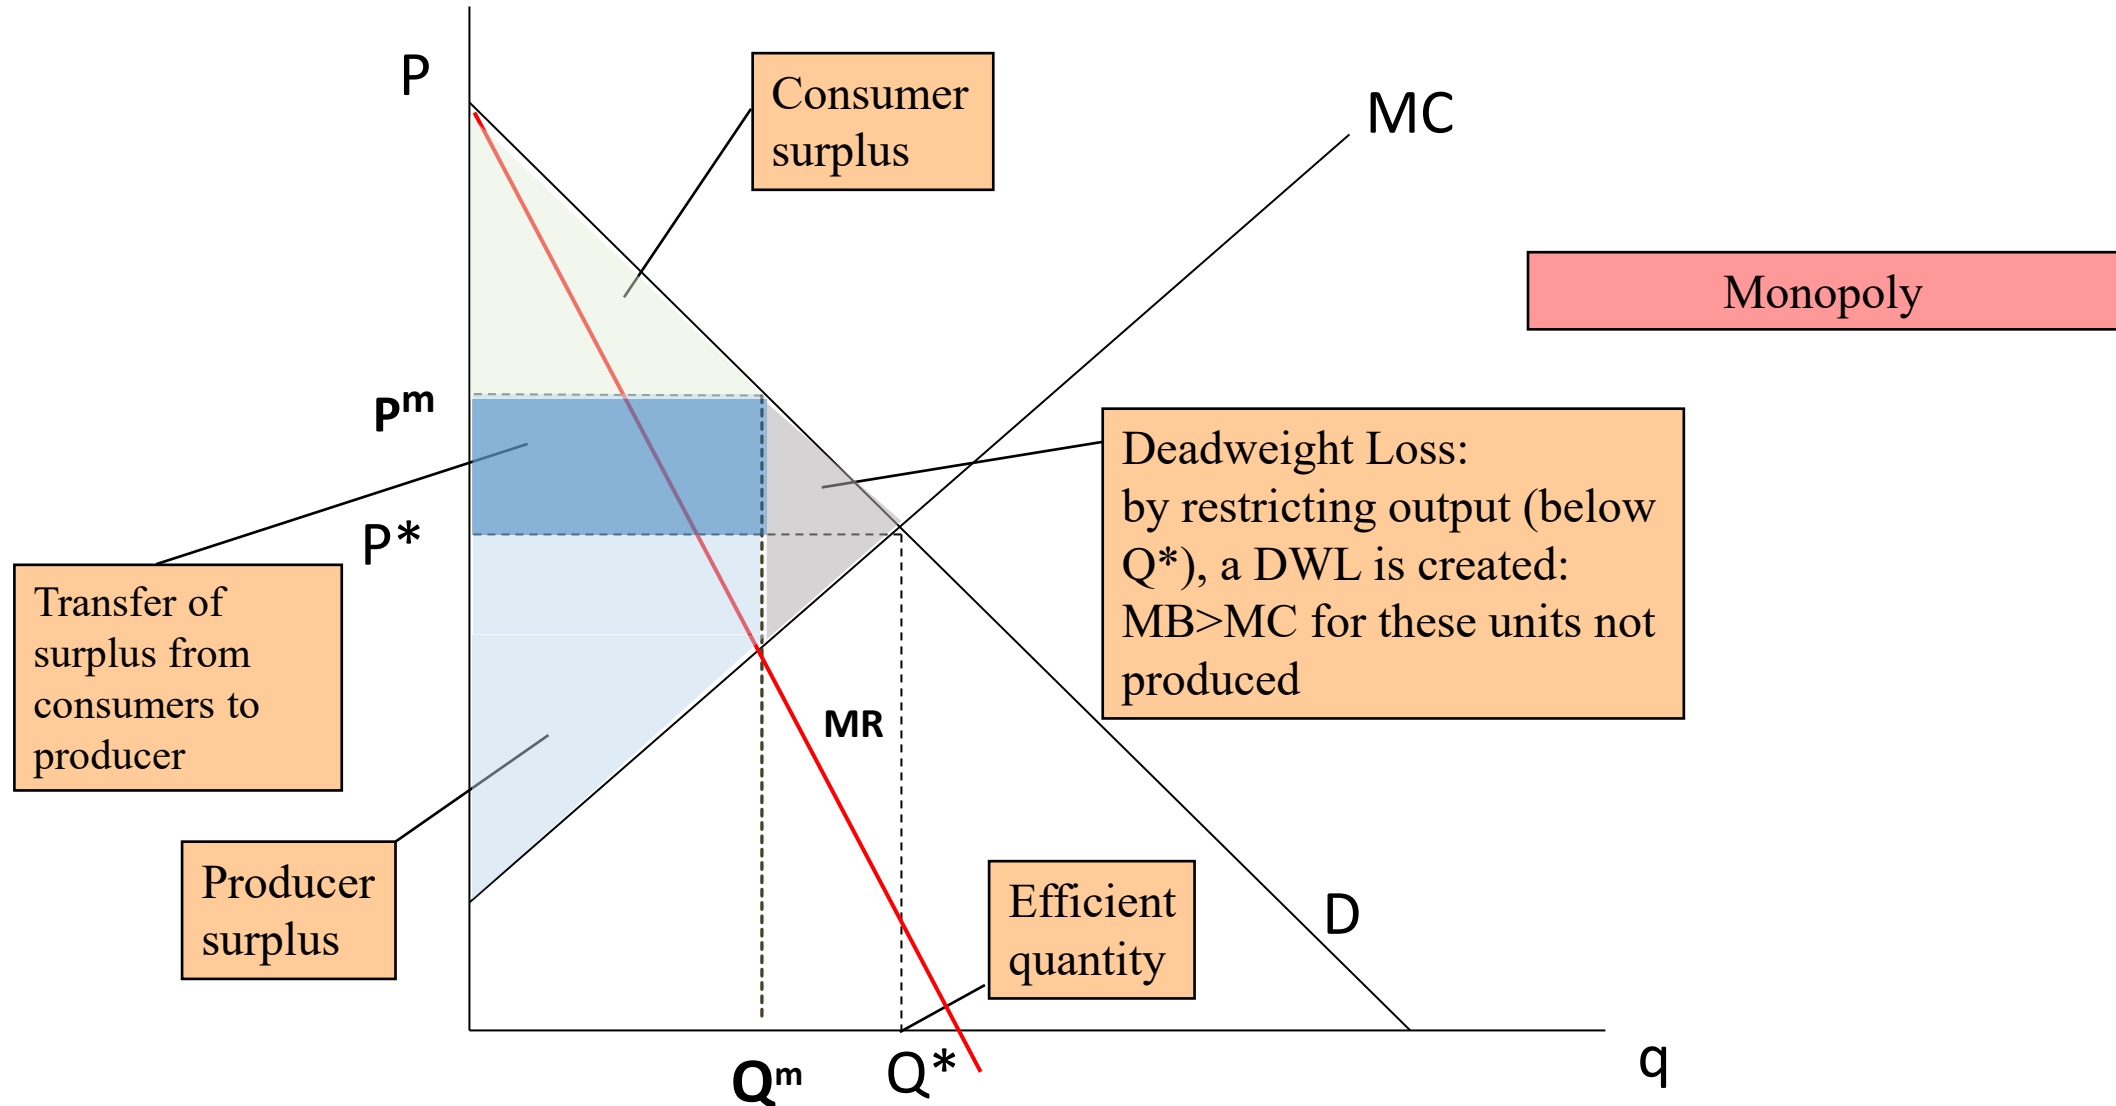 P
Consumer
surplus
MC
Monopoly
Pᵐ
Deadweight Loss:
by restricting output (below
Q*), a DWL is created:
MB>MC for these units not
produced
P*
Transfer of
surplus from
consumers to
producer
MR
Producer
surplus
Efficient
quantity
D
Qᵐ
Q*
q